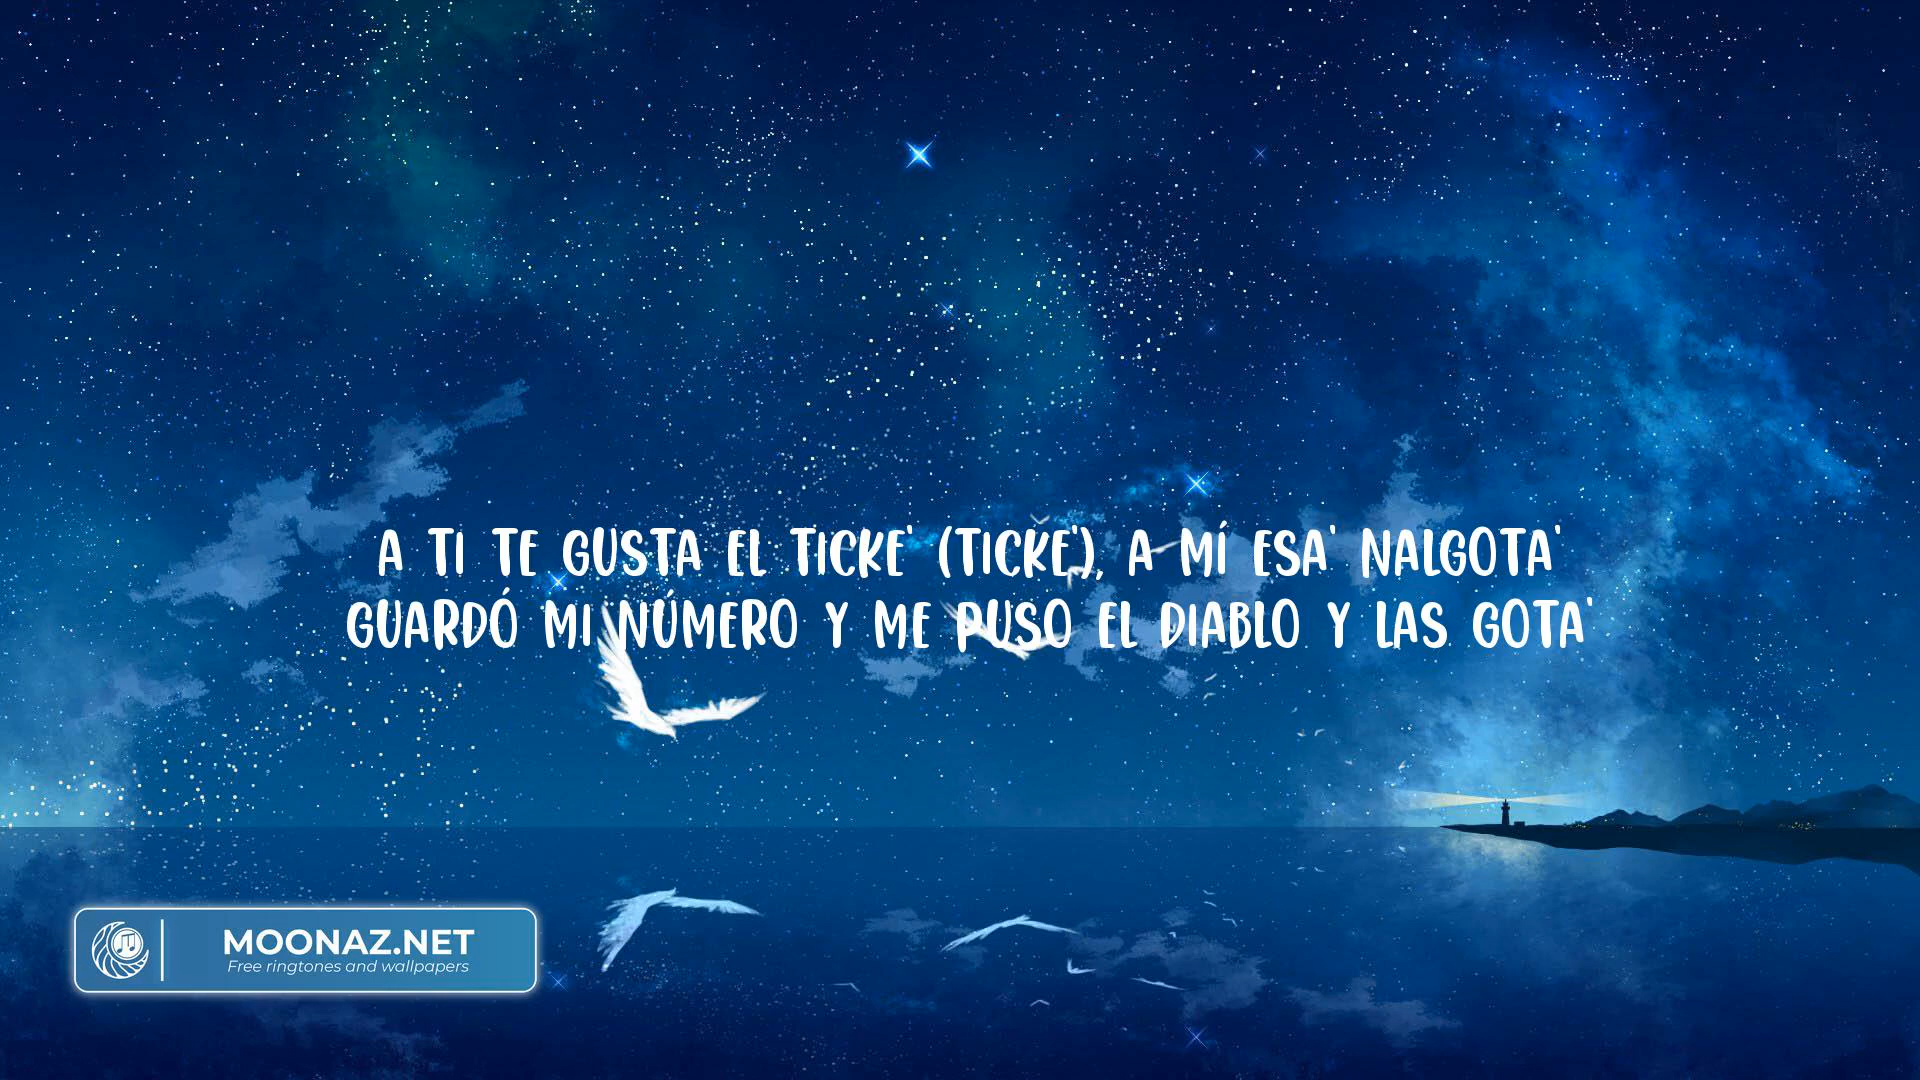 A TI TE GUSTA EL TICKE' (TICKE'), A MÍ ESA' NALGOTA'
GUARDÓ MI NÚMERO Y ME PUSO EL DIABLO Y LAS GOTA'
MOONAZ.NET
Free ringtones and wallpapers